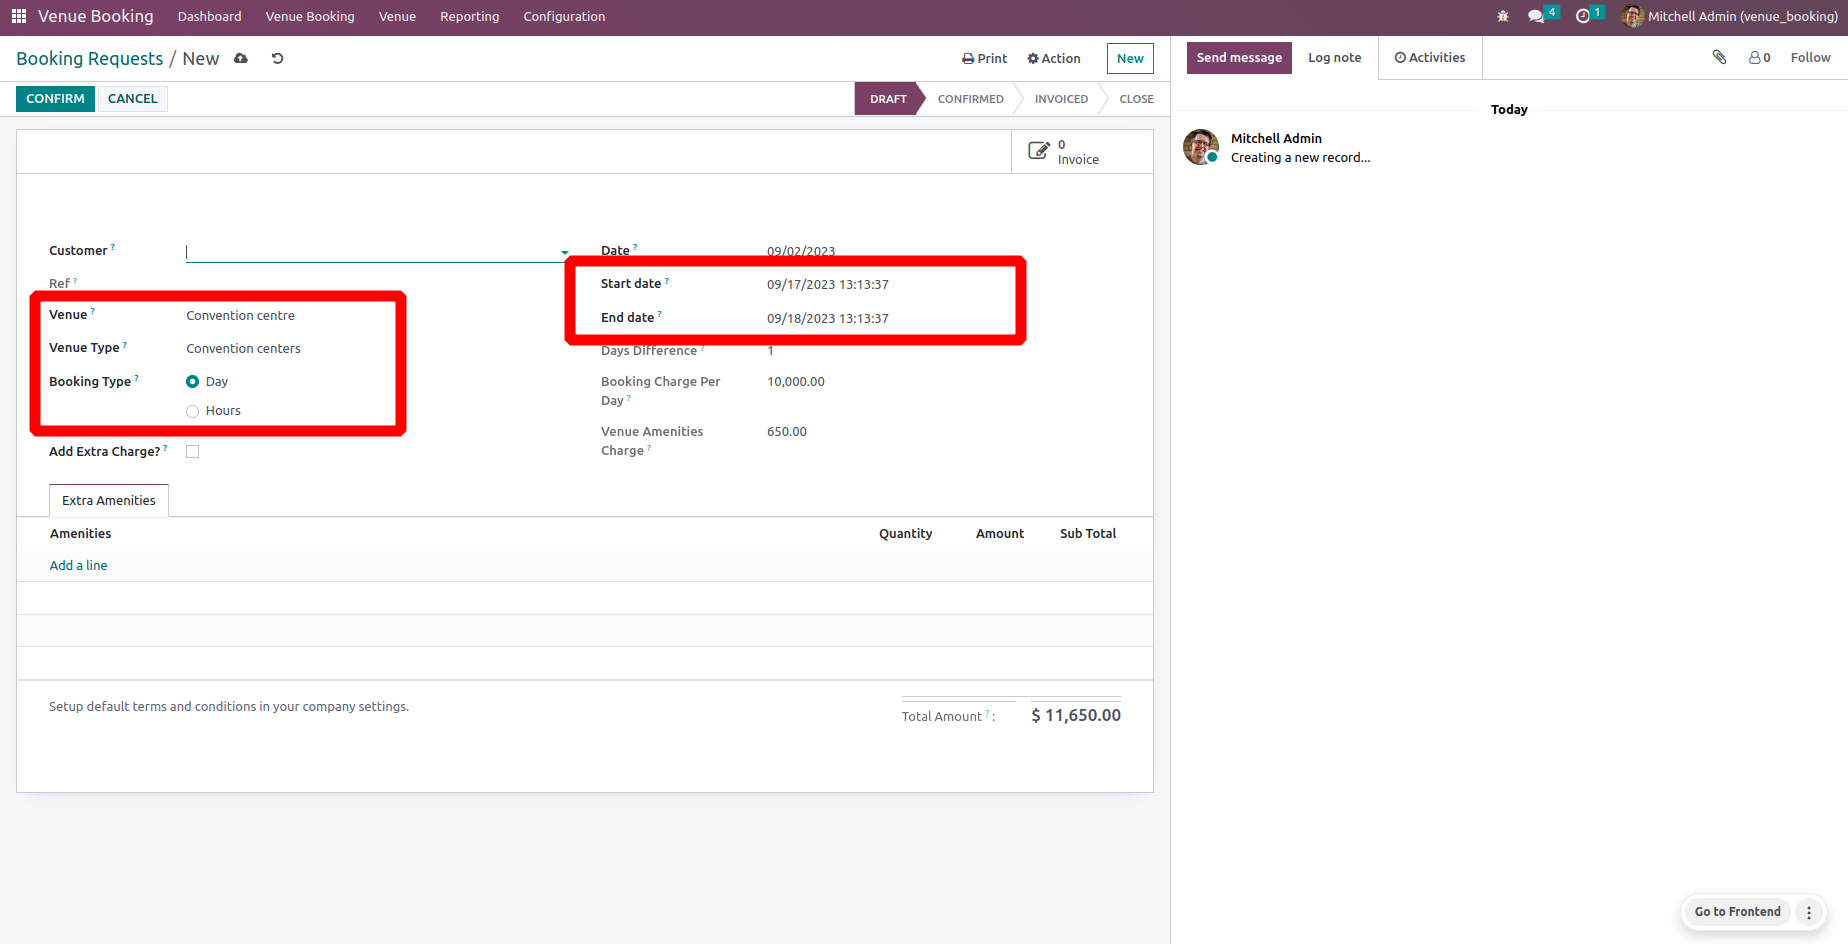 Venue Booking Dashboard Venue Booking Venue Reporting Configuration 4 1 Mitchell Admin (venue_booking)
Booking Requests / New Print Action New
Send message Log note Activities 0 Follow
CONFIRM CANCEL DRAFT CONFIRMED INVOICED CLOSE
Today
0
Invoice
Mitchell Admin
Creating a new record...
Customer ?
Ref ?
Venue ? Convention centre
Venue Type ? Convention centers
Booking Type ? Day
Hours
Add Extra Charge? ?
Date ? 09/02/2023
Start date ? 09/17/2023 13:13:37
End date ? 09/18/2023 13:13:37
Days Difference ? 1
Booking Charge Per
Day ? 10,000.00
Venue Amenities
Charge ? 650.00
Extra Amenities
Amenities Quantity Amount Sub Total
Add a line
Setup default terms and conditions in your company settings.
Total Amount ? : $ 11,650.00
Go to Frontend